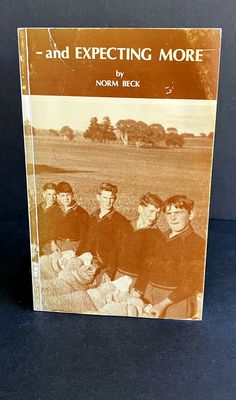 - and EXPECTING MORE
by
NORM BECK